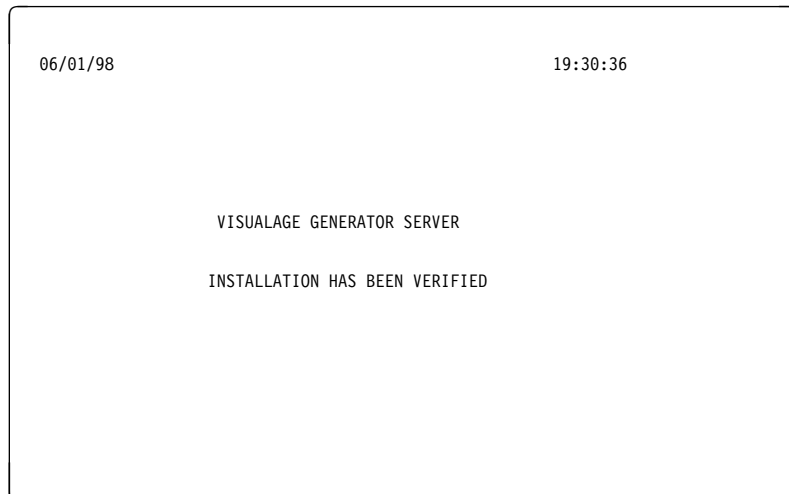 06/01/98 19:30:36
VISUALAGE GENERATOR SERVER
INSTALLATION HAS BEEN VERIFIED